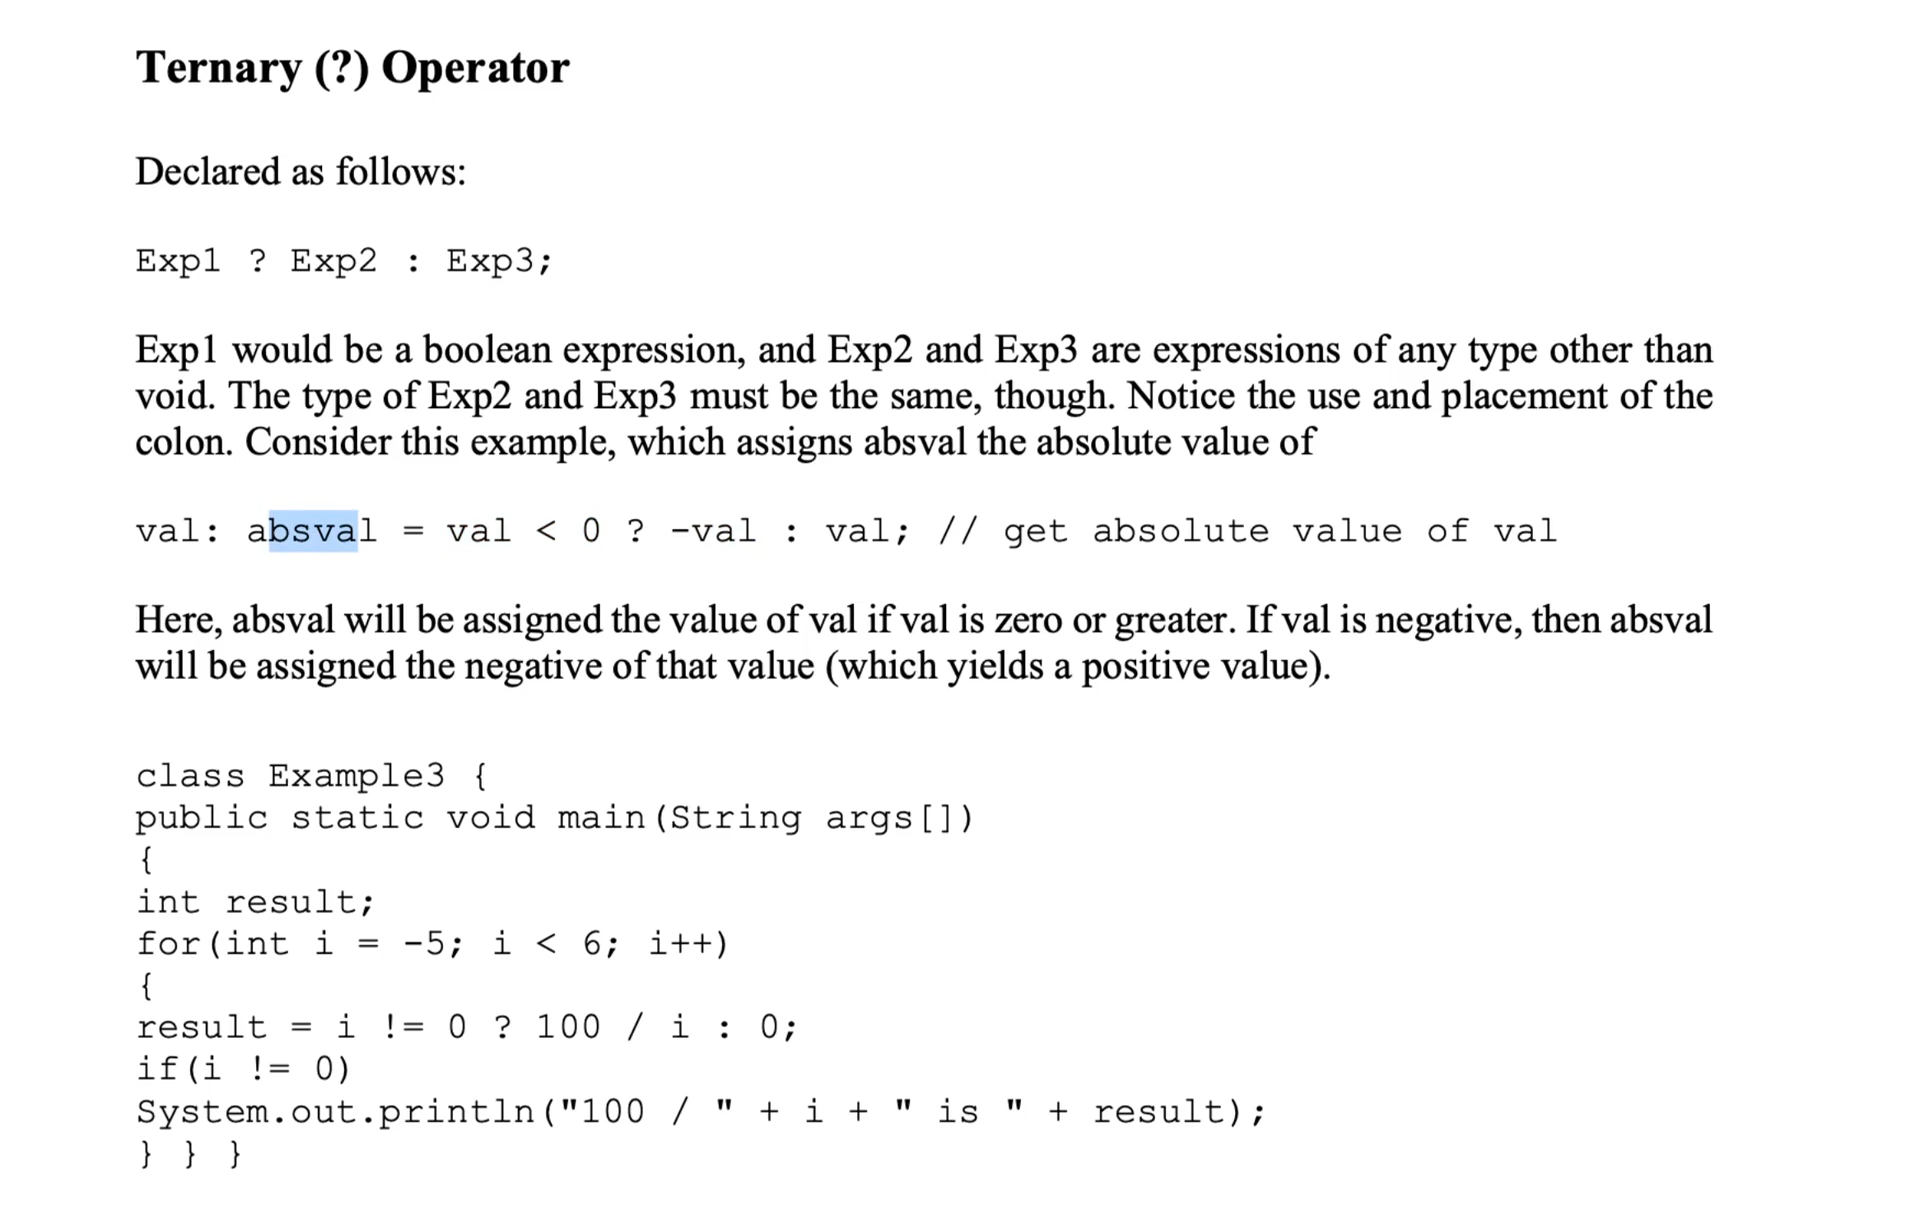 Ternary (?) Operator
Declared as follows:
Exp1 ? Exp2 : Exp3;
Exp1 would be a boolean expression, and Exp2 and Exp3 are expressions of any type other than
void. The type of Exp2 and Exp3 must be the same, though. Notice the use and placement of the
colon. Consider this example, which assigns absval the absolute value of
val: absval = val < 0 ? -val : val; // get absolute value of val
Here, absval will be assigned the value of val if val is zero or greater. If val is negative, then absval
will be assigned the negative of that value (which yields a positive value).
class Example3 {
public static void main(String args[])
{
int result;
for(int i = -5; i < 6; i++)
{
result = i != 0 ? 100 / i : 0;
if(i != 0)
System.out.println("100 / " + i + " is " + result);
} } }